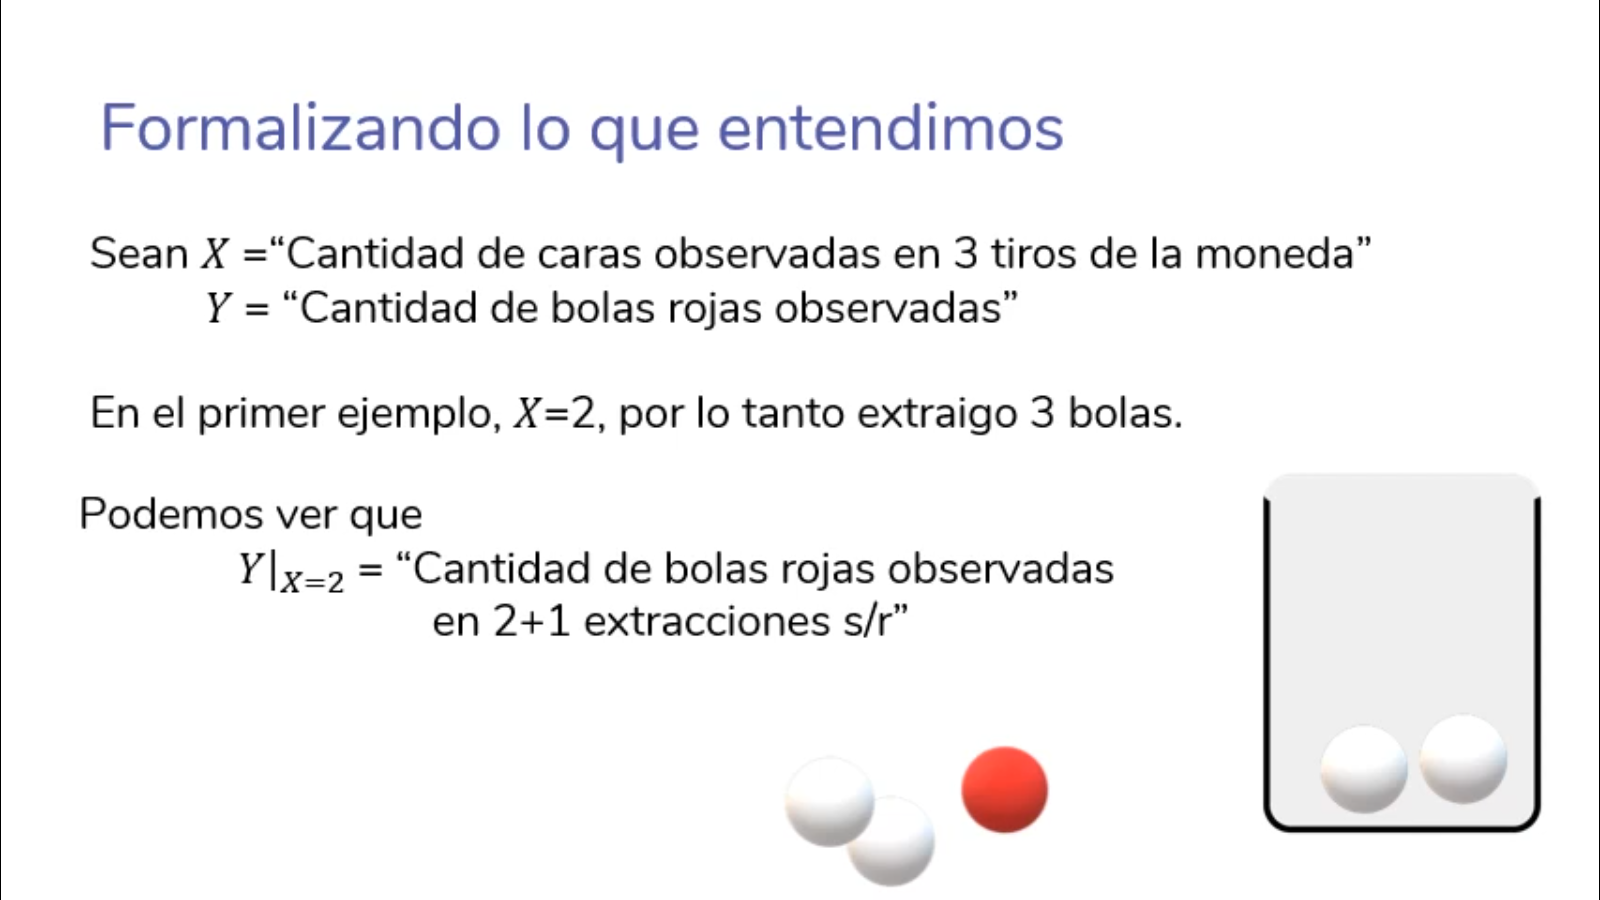 Formalizando lo que entendimos
Sean X =“Cantidad de caras observadas en 3 tiros de la moneda”
Y = “Cantidad de bolas rojas observadas”
En el primer ejemplo, X=2, por lo tanto extraigo 3 bolas.
Podemos ver que
Y|X=2 = “Cantidad de bolas rojas observadas
en 2+1 extracciones s/r”